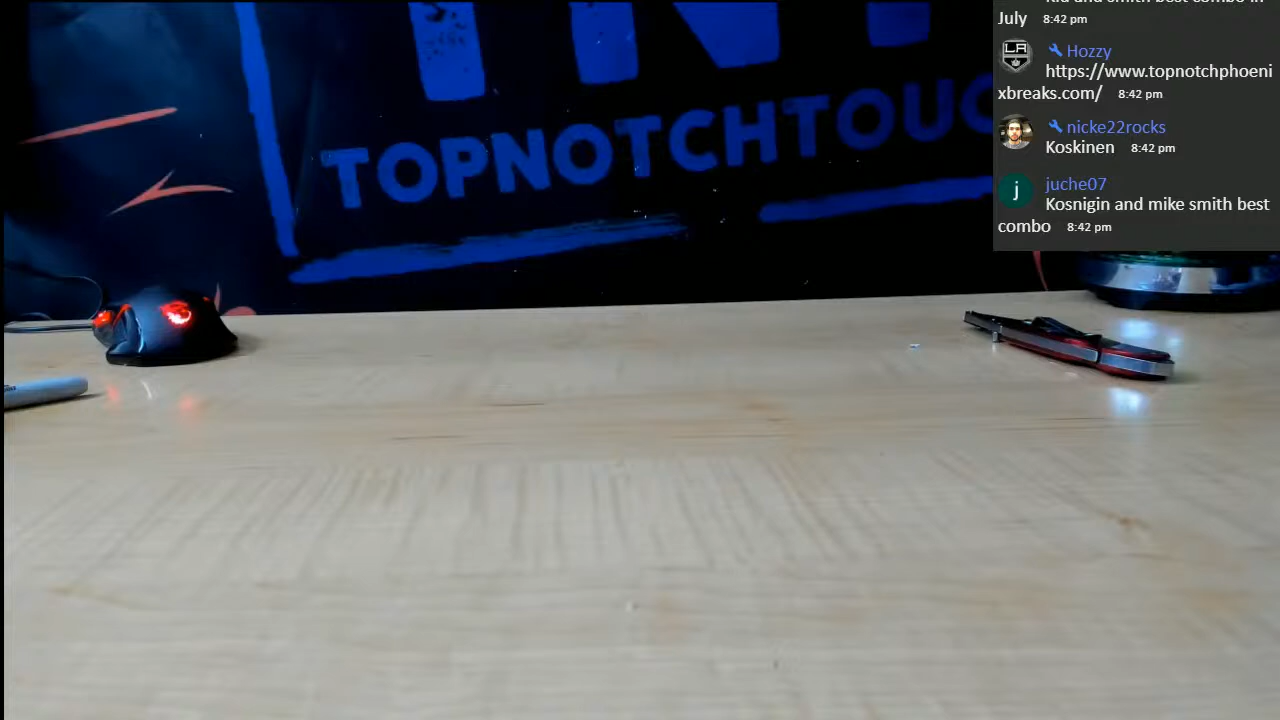 TOPNOTCHTOUC
July 8:42 pm
Hozzy
https://www.topnotchphoeni
xbreaks.com/ 8:42 pm
nicke22rocks
Koskinen 8:42 pm
j juche07
Kosnigin and mike smith best
combo 8:42 pm